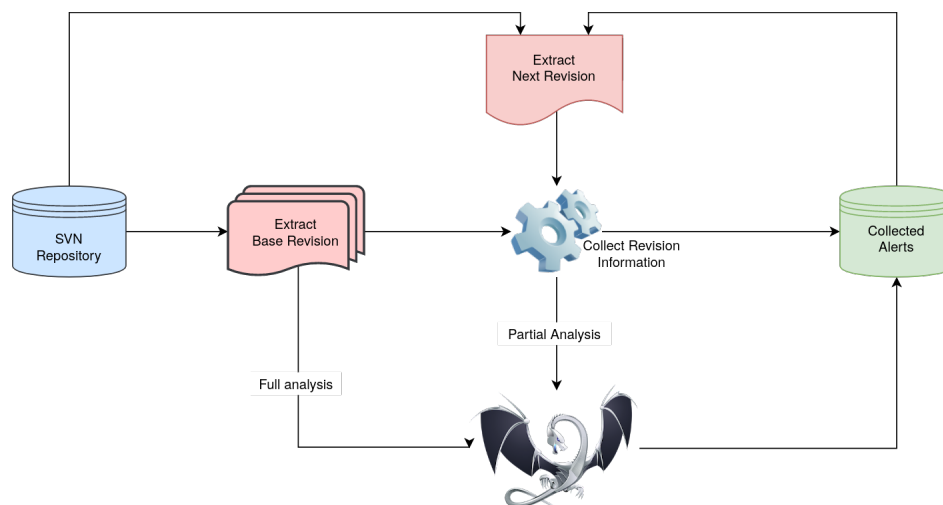 Extract
Next Revision
SVN
Repository
Extract
Base Revision
Collect Revision
Information
Collected
Alerts
Partial Analysis
Full analysis